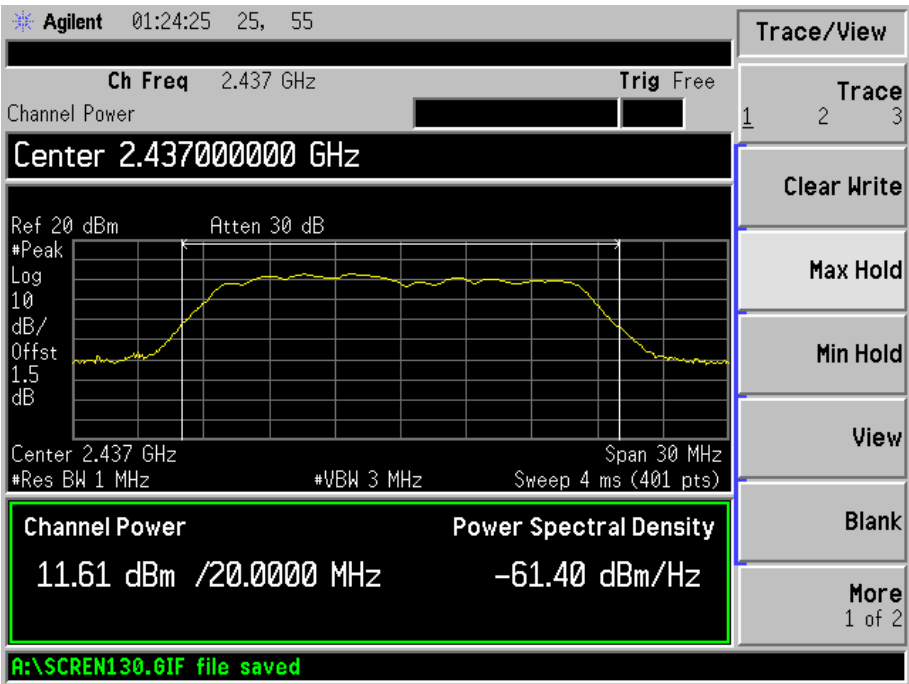 Agilent 01:24:25 25, 55
Ch Freq 2.437 GHz Trig Free
Channel Power
Center 2.437000000 GHz
Ref 20 dBm Atten 30 dB
#Peak
Log
10
dB/
Offst
1.5
dB
Center 2.437 GHz Span 30 MHz
#Res BW 1 MHz #VBW 3 MHz Sweep 4 ms (401 pts)
Channel Power Power Spectral Density
11.61 dBm /20.0000 MHz -61.40 dBm/Hz
A:\SCREN130.GIF file saved
Trace/View
Trace
1 2 3
Clear Write
Max Hold
Min Hold
View
Blank
More
1 of 2